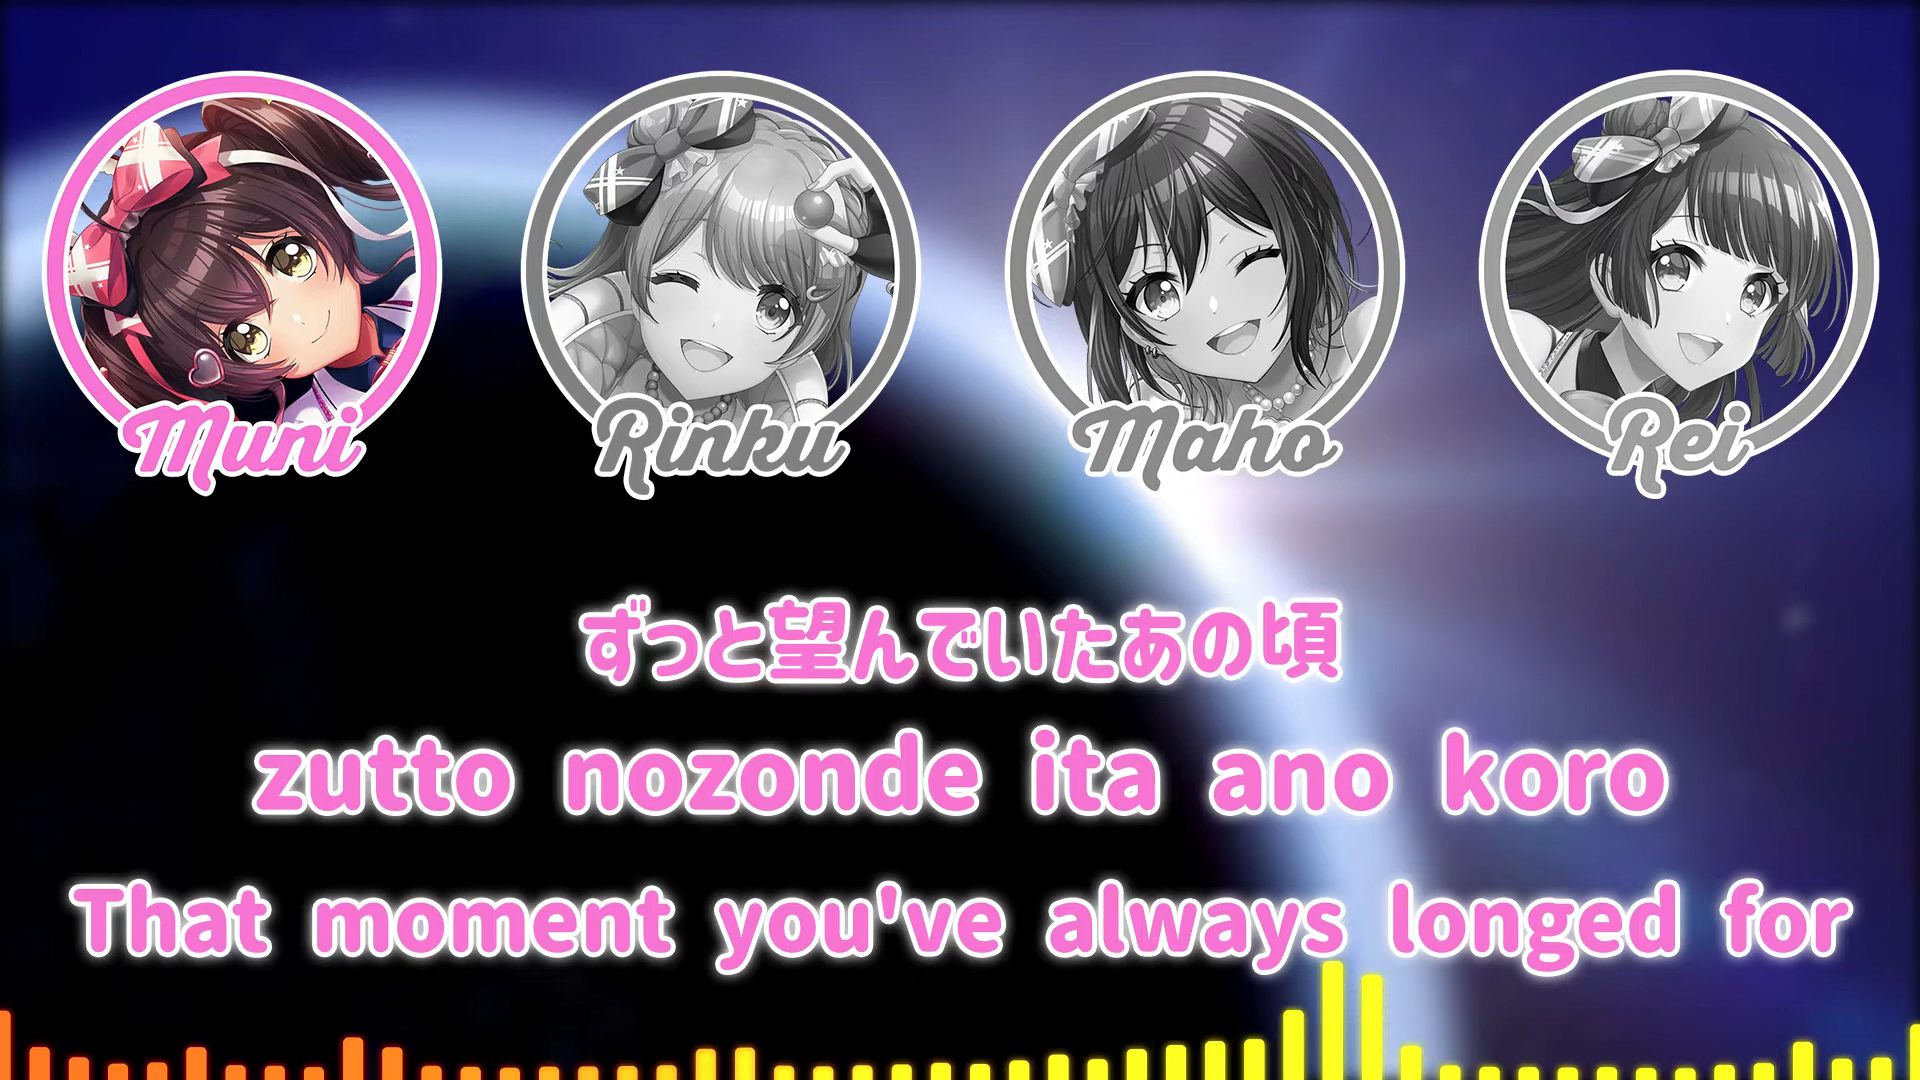 Muni
Rinku
Maho
Rei
ずっと望んでいたあの頃
zutto nozonde ita ano koro
That moment you've always longed for